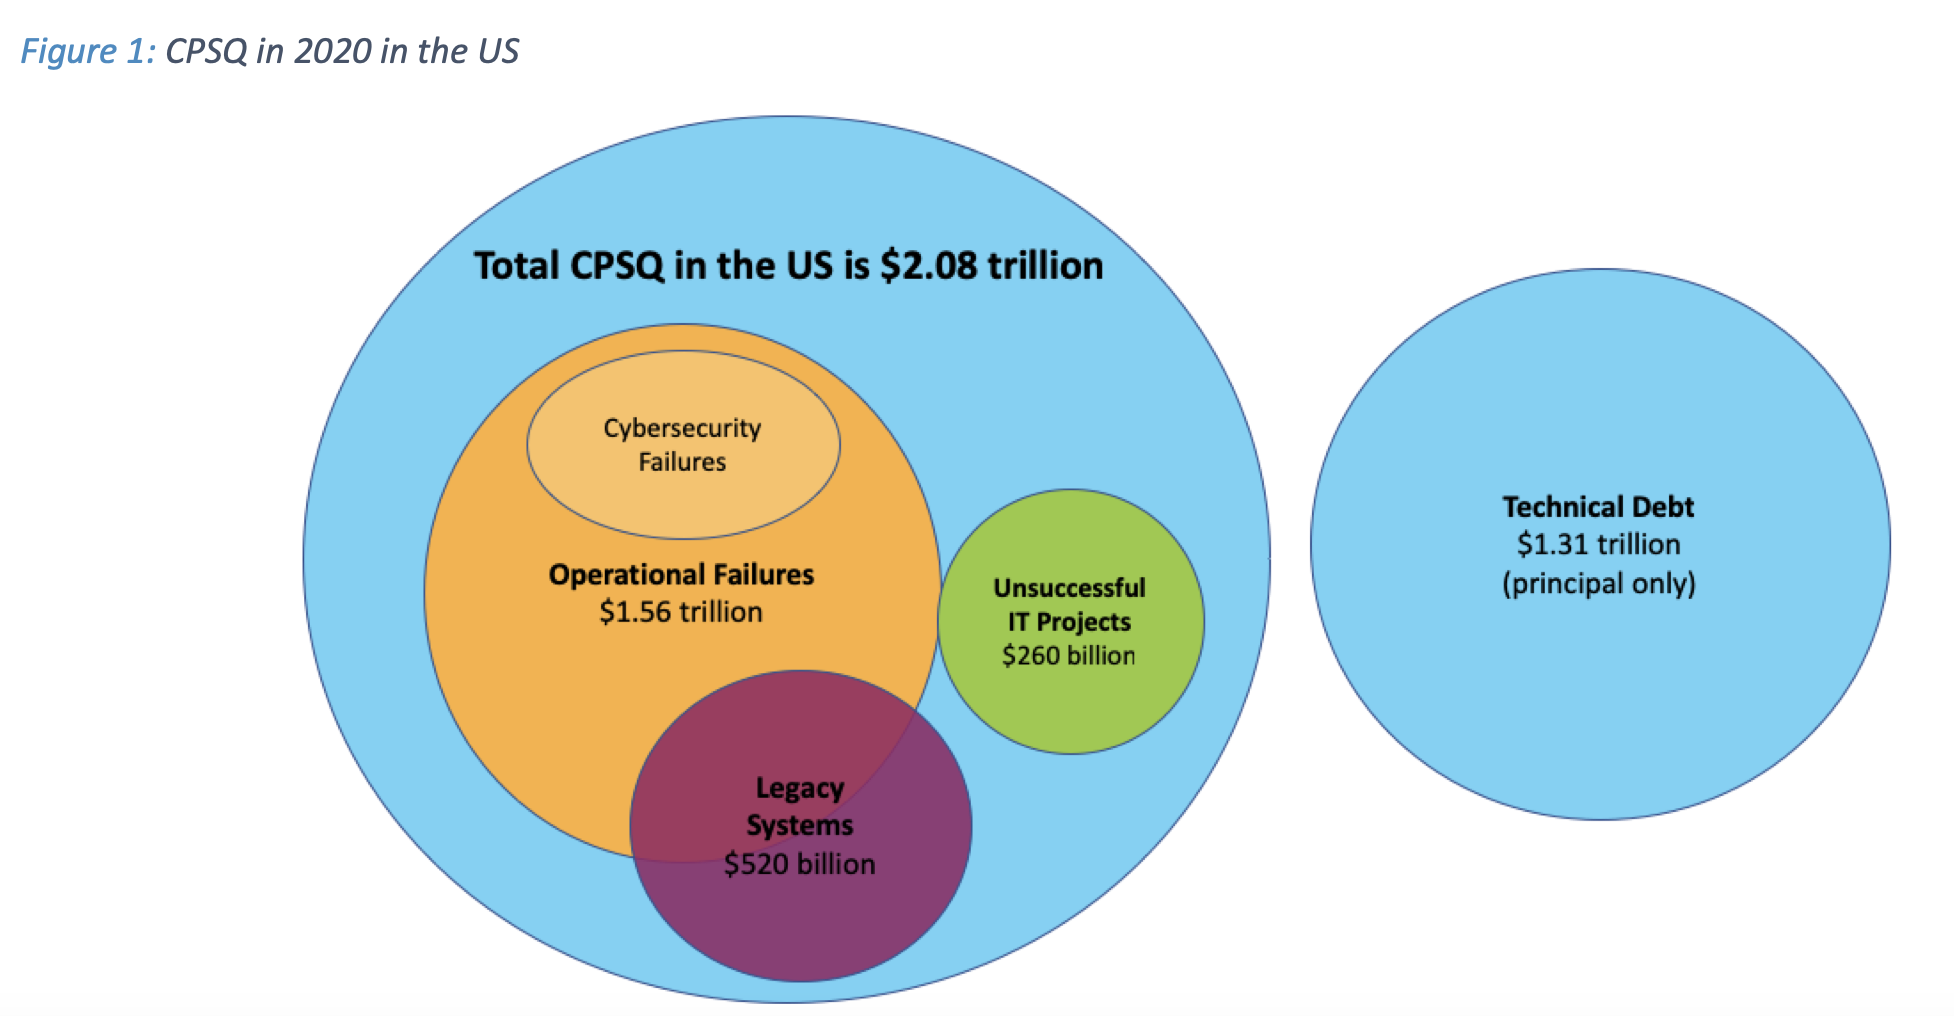 Figure 1: CPSQ in 2020 in the US
Total CPSQ in the US is $2.08 trillion
Cybersecurity
Failures
Operational Failures
$1.56 trillion
Unsuccessful
IT Projects
$260 billion
Legacy
Systems
$520 billion
Technical Debt
$1.31 trillion
(principal only)